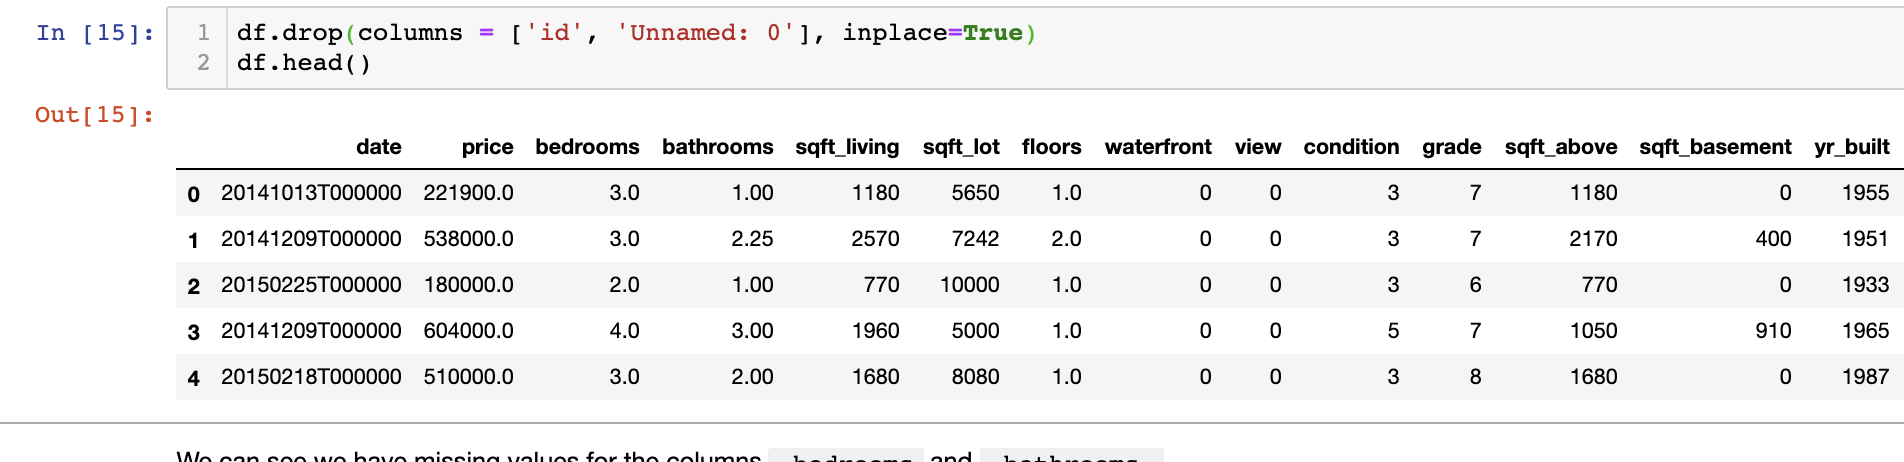 In [15]:
1 df.drop(columns = ['id', 'Unnamed: 0'], inplace=True)
2 df.head()
Out[15]:
date price bedrooms bathrooms sqft_living sqft_lot floors waterfront view condition grade sqft_above sqft_basement yr_built
0 20141013T000000 221900.0 3.0 1.00 1180 5650 1.0 0 0 3 7 1180 0 1955
1 20141209T000000 538000.0 3.0 2.25 2570 7242 2.0 0 0 3 7 2170 400 1951
2 20150225T000000 180000.0 2.0 1.00 770 10000 1.0 0 0 3 6 770 0 1933
3 20141209T000000 604000.0 4.0 3.00 1960 5000 1.0 0 0 5 7 1050 910 1965
4 20150218T000000 510000.0 3.0 2.00 1680 8080 1.0 0 0 3 8 1680 0 1987
We can see we have missing values for the columns bedrooms and bathrooms